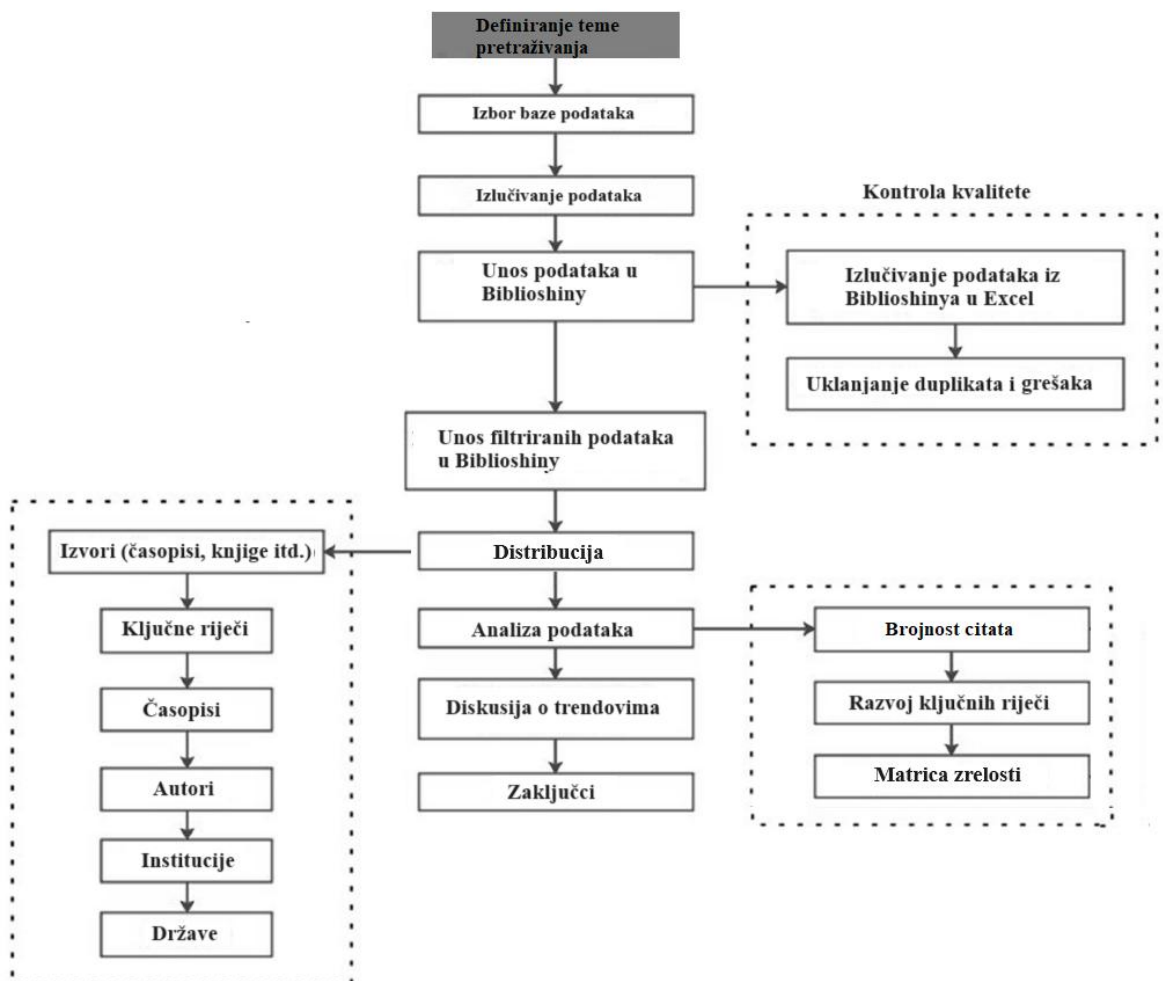 Definiranje teme
pretraživanja
Izbor baze podataka
Izlučivanje podataka
Kontrola kvalitete
Unos podataka u
Biblioshiny
Izlučivanje podataka iz
Biblioshinya u Excel
Uklanjanje duplikata i grešaka
Unos filtriranih podataka
u Biblioshiny
Izvori (časopisi, knjige itd.)
Distribucija
Ključne riječi
Analiza podataka
Brojnost citata
Časopisi
Diskusija o trendovima
Razvoj ključnih riječi
Autori
Zaključci
Matrica zrelosti
Institucije
Države